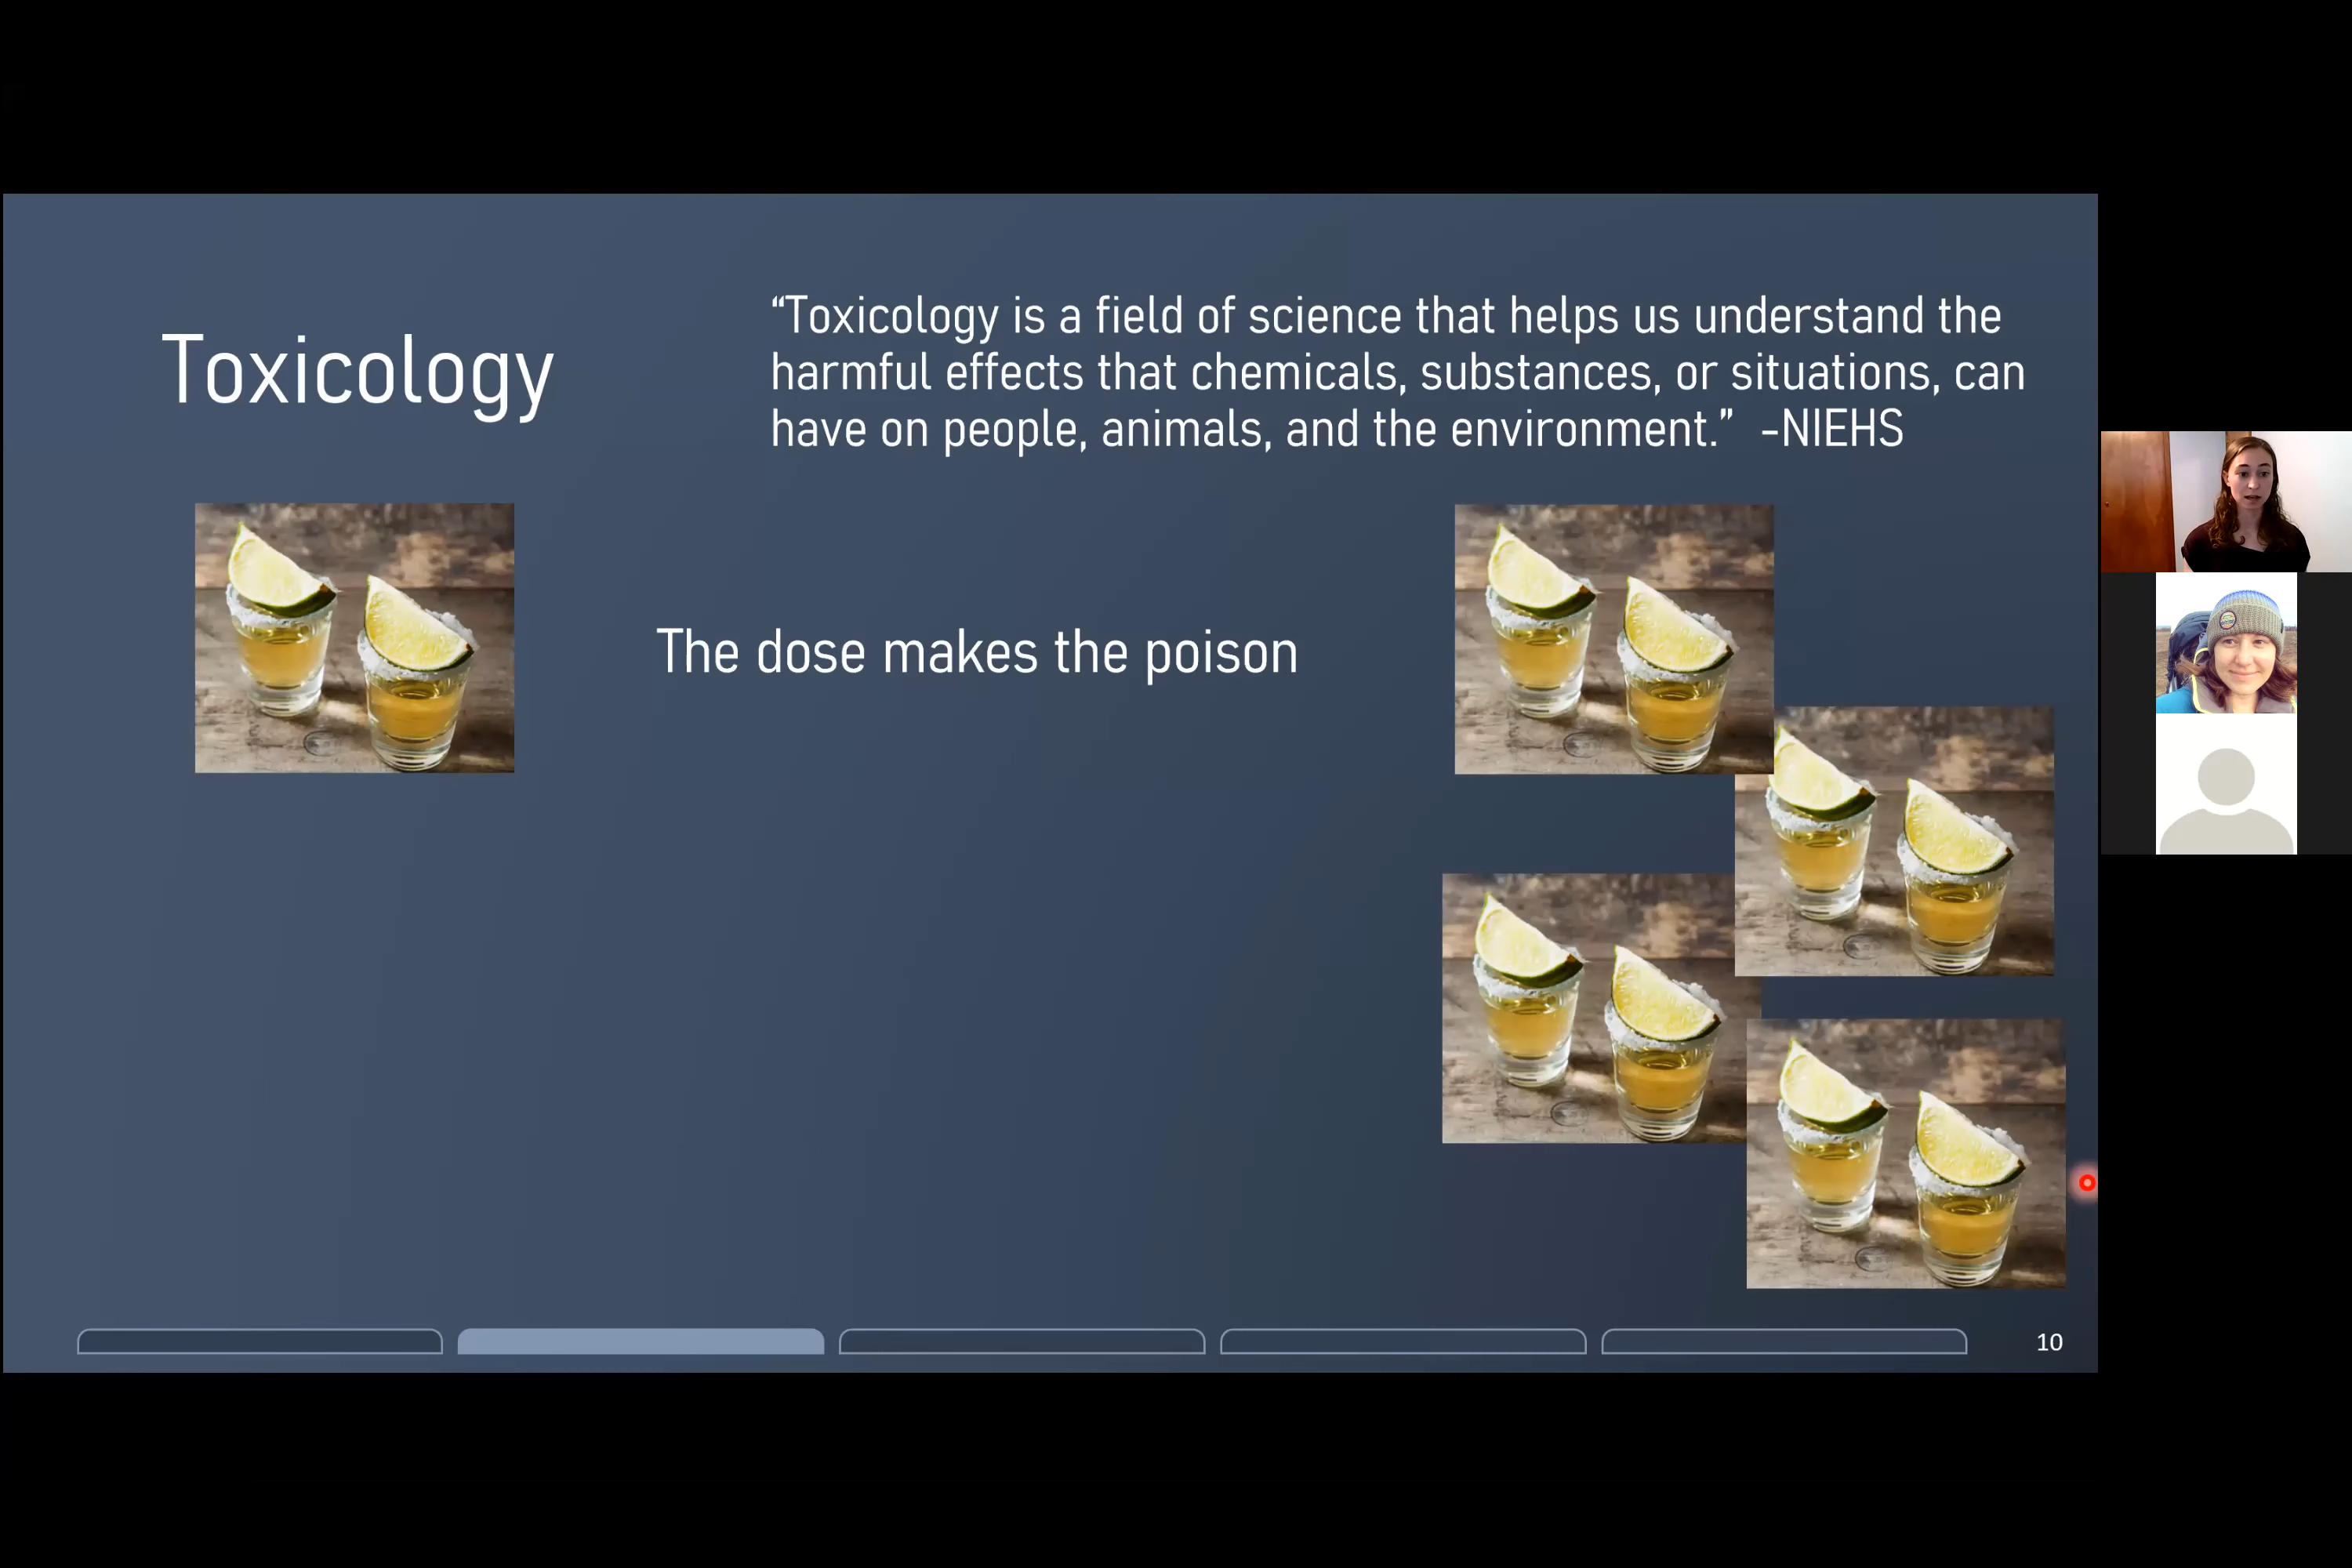 Toxicology
“Toxicology is a field of science that helps us understand the
harmful effects that chemicals, substances, or situations, can
have on people, animals, and the environment.” -NIEHS
The dose makes the poison
10